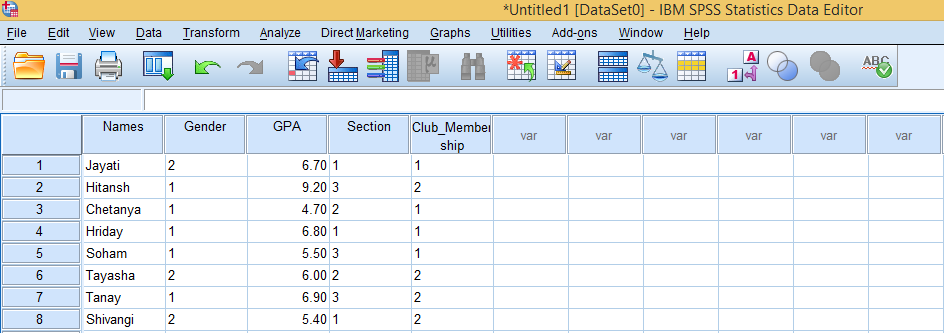 *Untitled1 [DataSet0] - IBM SPSS Statistics Data Editor
File Edit View Data Transform Analyze Direct Marketing Graphs Utilities Add-ons Window Help
1 A ABC
Names Gender GPA Section Club_Member
ship var var var var var var
1 Jayati 2 6.70 1 1
2 Hitansh 1 9.20 3 2
3 Chetanya 1 4.70 2 1
4 Hriday 1 6.80 1 1
5 Soham 1 5.50 3 1
6 Tayasha 2 6.00 2 2
7 Tanay 1 6.90 3 2
8 Shivangi 2 5.40 1 2